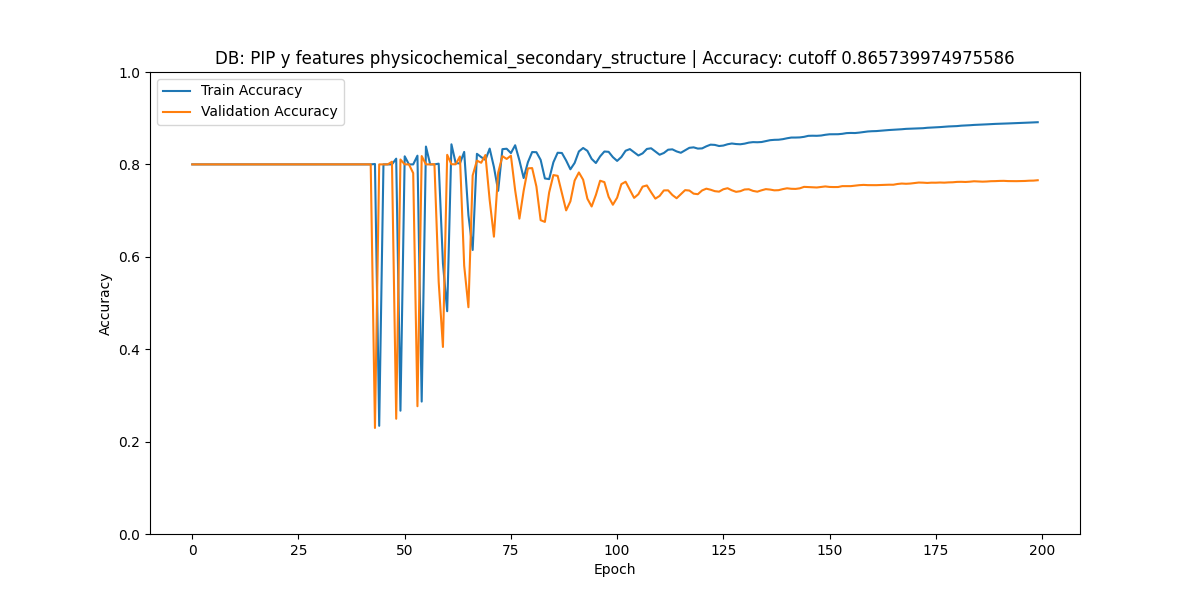 DB: PIP y features physicochemical_secondary_structure | Accuracy: cutoff 0.865739974975586
Train Accuracy
Validation Accuracy
1.0
0.8
0.6
0.4
0.2
0.0
Accuracy
0 25 50 75 100 125 150 175 200
Epoch